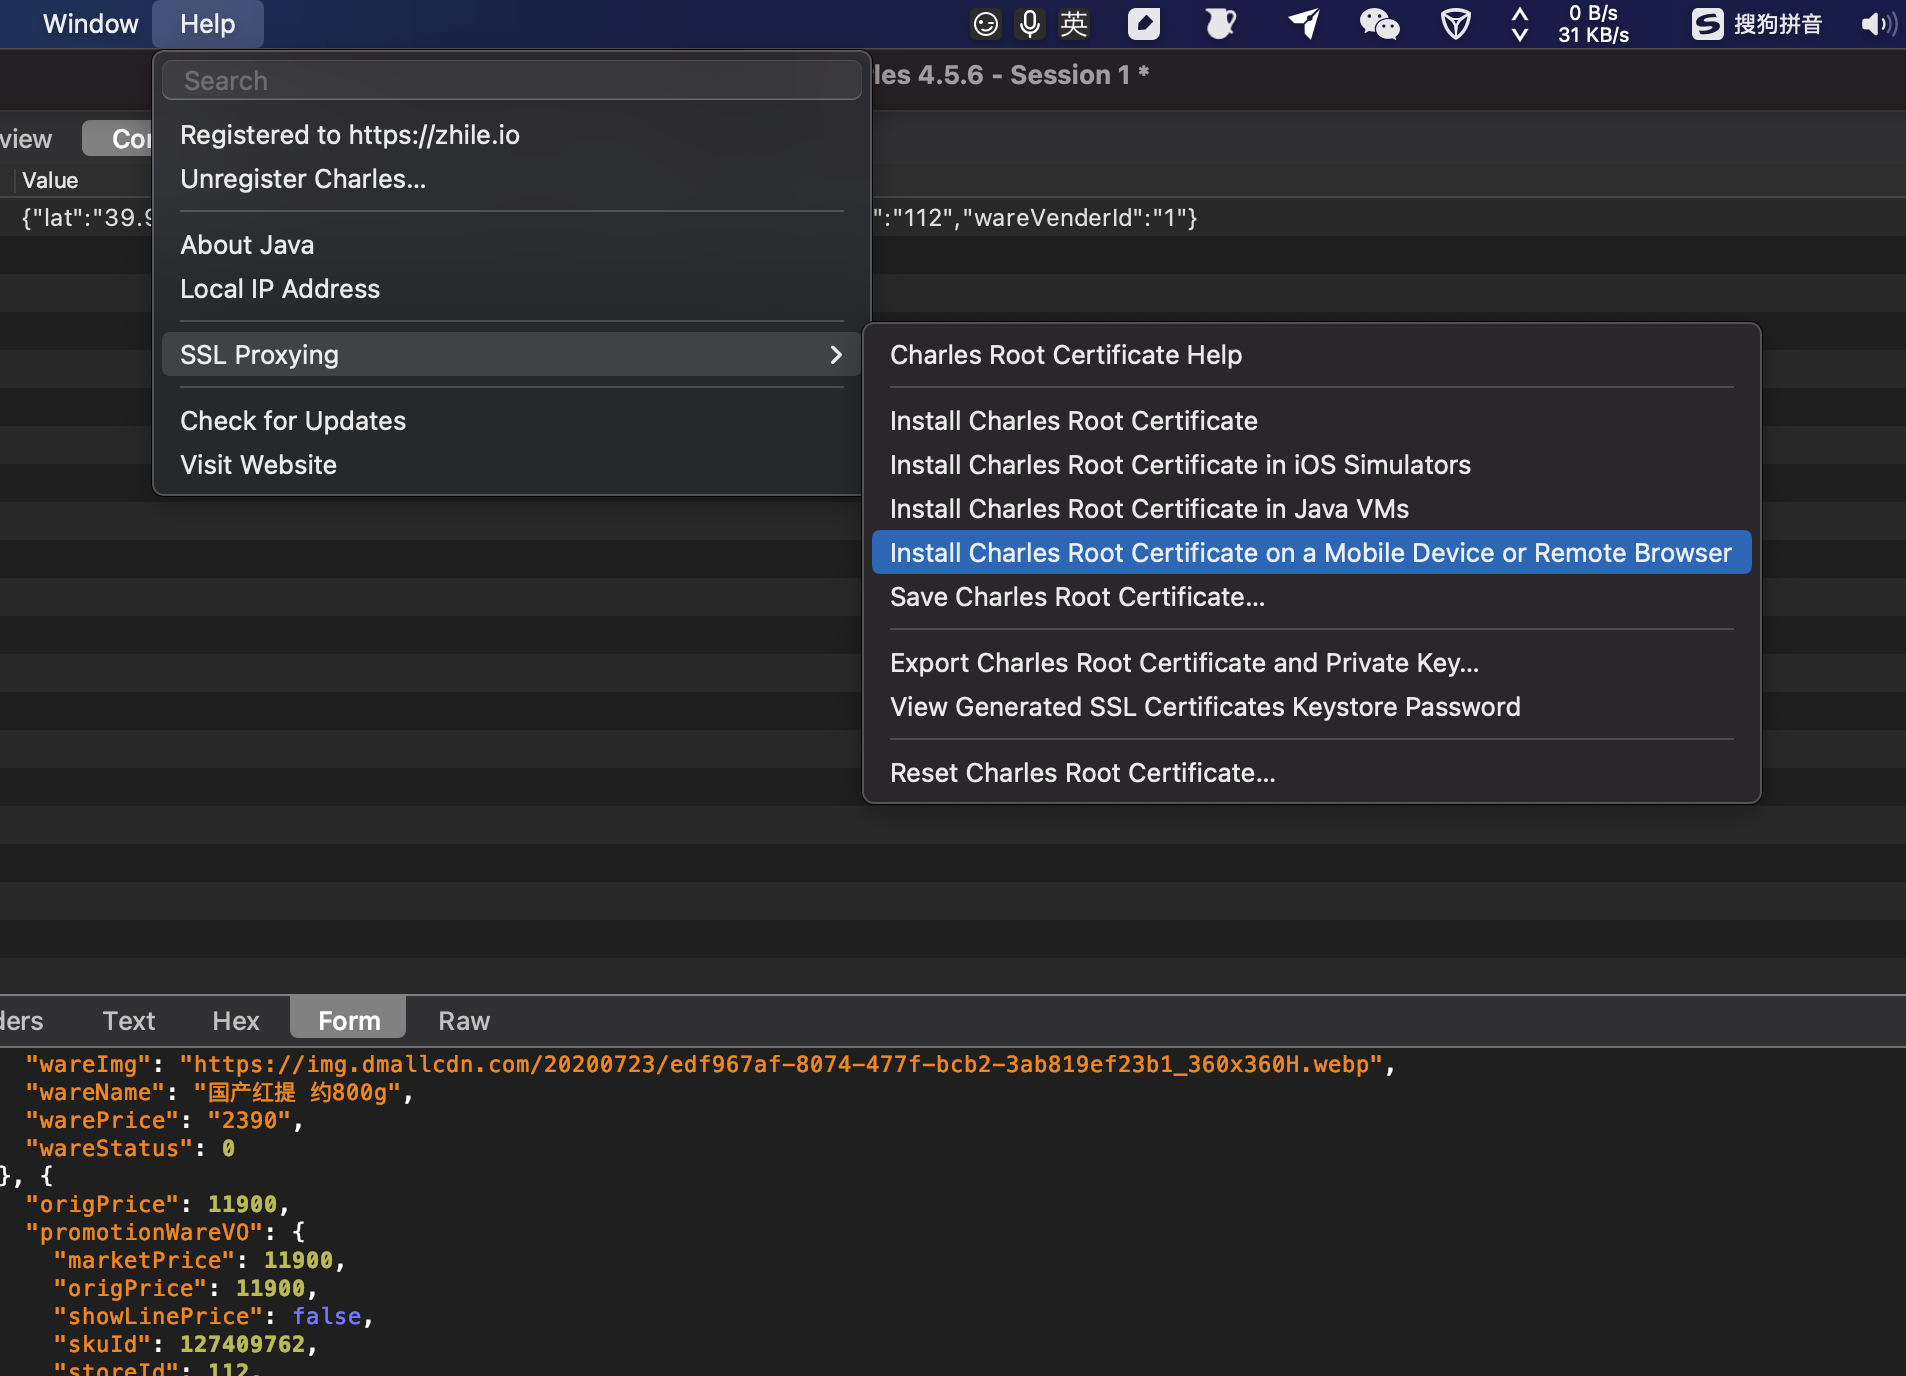 Window Help 英 0 B/s
31 KB/s 搜狗拼音
Search
les 4.5.6 - Session 1 *
Registered to https://zhile.io
view Cor
Unregister Charles...
Value
{"lat":"39.9 ":"112","wareVenderId":"1"}
About Java
Local IP Address
SSL Proxying
Charles Root Certificate Help
Check for Updates
Install Charles Root Certificate
Visit Website
Install Charles Root Certificate in iOS Simulators
Install Charles Root Certificate in Java VMs
Install Charles Root Certificate on a Mobile Device or Remote Browser
Save Charles Root Certificate...
Export Charles Root Certificate and Private Key...
View Generated SSL Certificates Keystore Password
Reset Charles Root Certificate...
ders Text Hex Form Raw
"wareImg": "https://img.dmallcdn.com/20200723/edf967af-8074-477f-bcb2-3ab819ef23b1_360x360H.webp",
"wareName": "国产红提 约800g",
"warePrice": "2390",
"wareStatus": 0
}, {
"origPrice": 11900,
"promotionWareVO": {
"marketPrice": 11900,
"origPrice": 11900,
"showLinePrice": false,
"skuId": 127409762,
"storeId": 112,